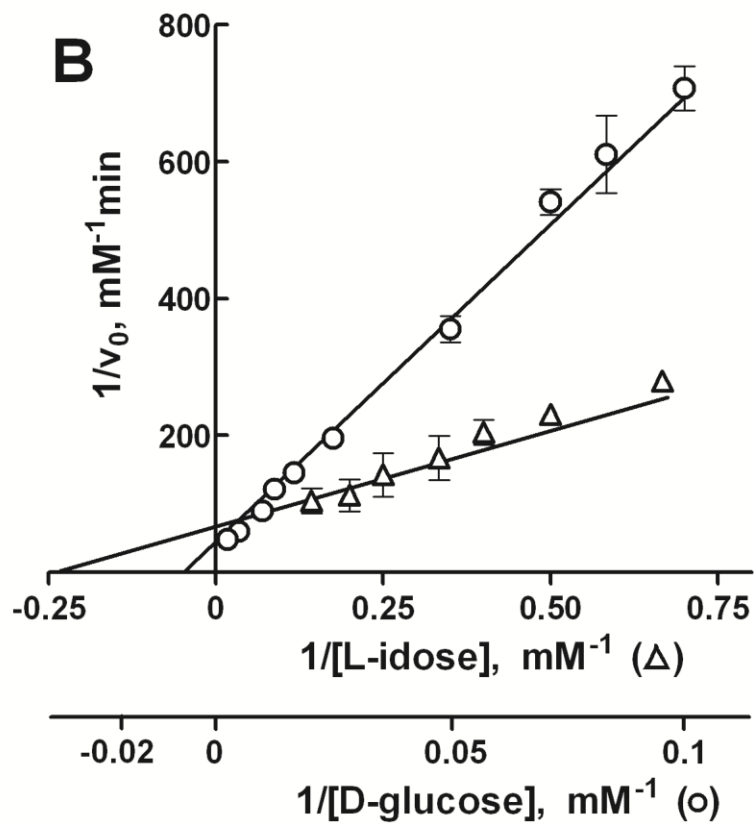 B
1/v₀, mM⁻¹min
800
600
400
200
-0.25 0 0.25 0.50 0.75
1/[L-idose], mM⁻¹ (△)
-0.02 0 0.05 0.1
1/[D-glucose], mM⁻¹ (○)